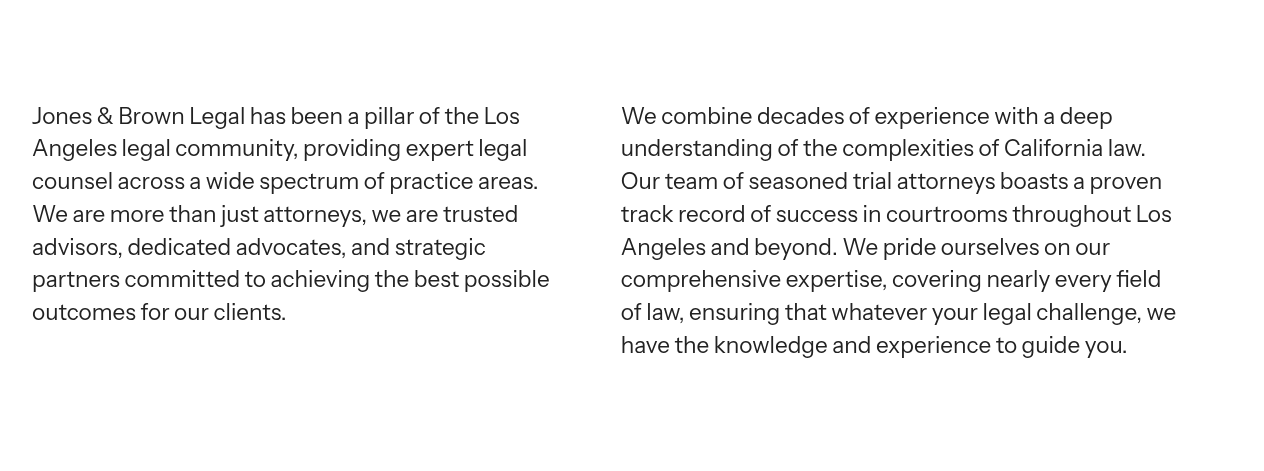 Jones & Brown Legal has been a pillar of the Los
Angeles legal community, providing expert legal
counsel across a wide spectrum of practice areas.
We are more than just attorneys, we are trusted
advisors, dedicated advocates, and strategic
partners committed to achieving the best possible
outcomes for our clients.
We combine decades of experience with a deep
understanding of the complexities of California law.
Our team of seasoned trial attorneys boasts a proven
track record of success in courtrooms throughout Los
Angeles and beyond. We pride ourselves on our
comprehensive expertise, covering nearly every field
of law, ensuring that whatever your legal challenge, we
have the knowledge and experience to guide you.